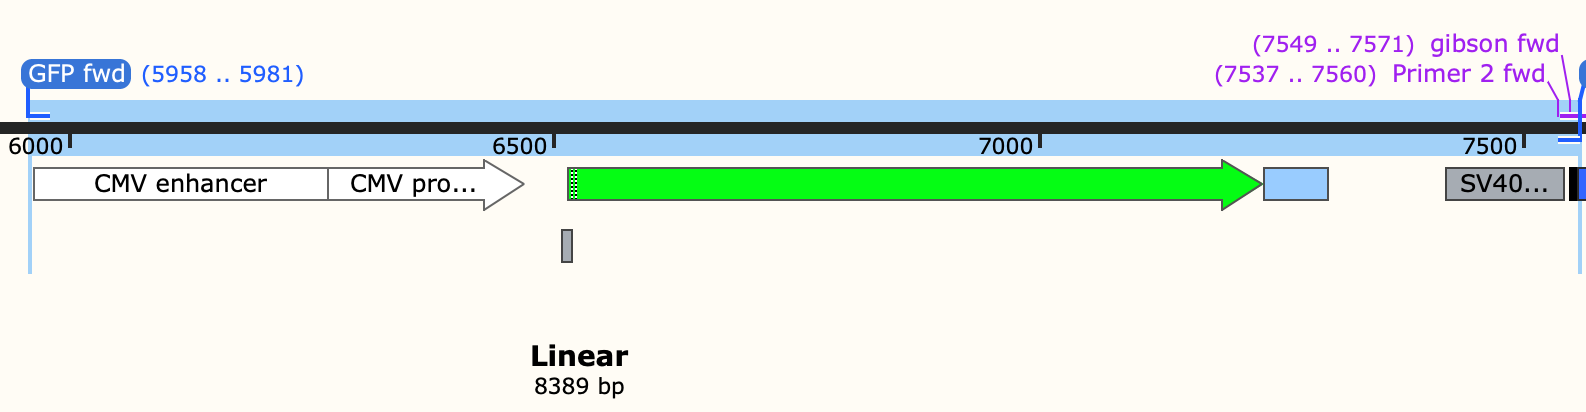 (7549 .. 7571) gibson fwd
GFP fwd (5958 .. 5981)
(7537 .. 7560) Primer 2 fwd
6000 6500 7000 7500
CMV enhancer CMV pro... SV40...
Linear
8389 bp